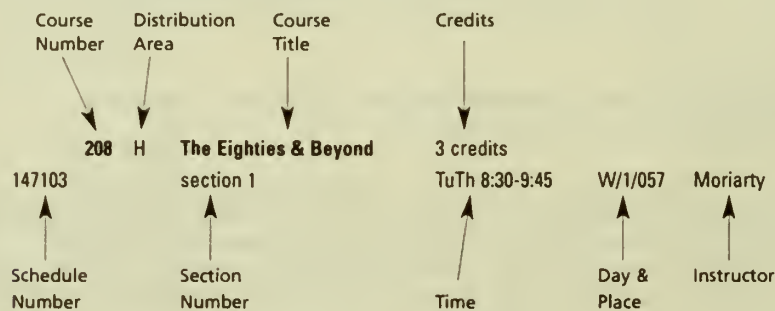 Course Distribution Course Credits
Number Area Title
208 H The Eighties & Beyond 3 credits
147103 section 1 TuTh 8:30-9:45 W/1/057 Moriarty
Schedule Section Day & Instructor
Number Number Time Place